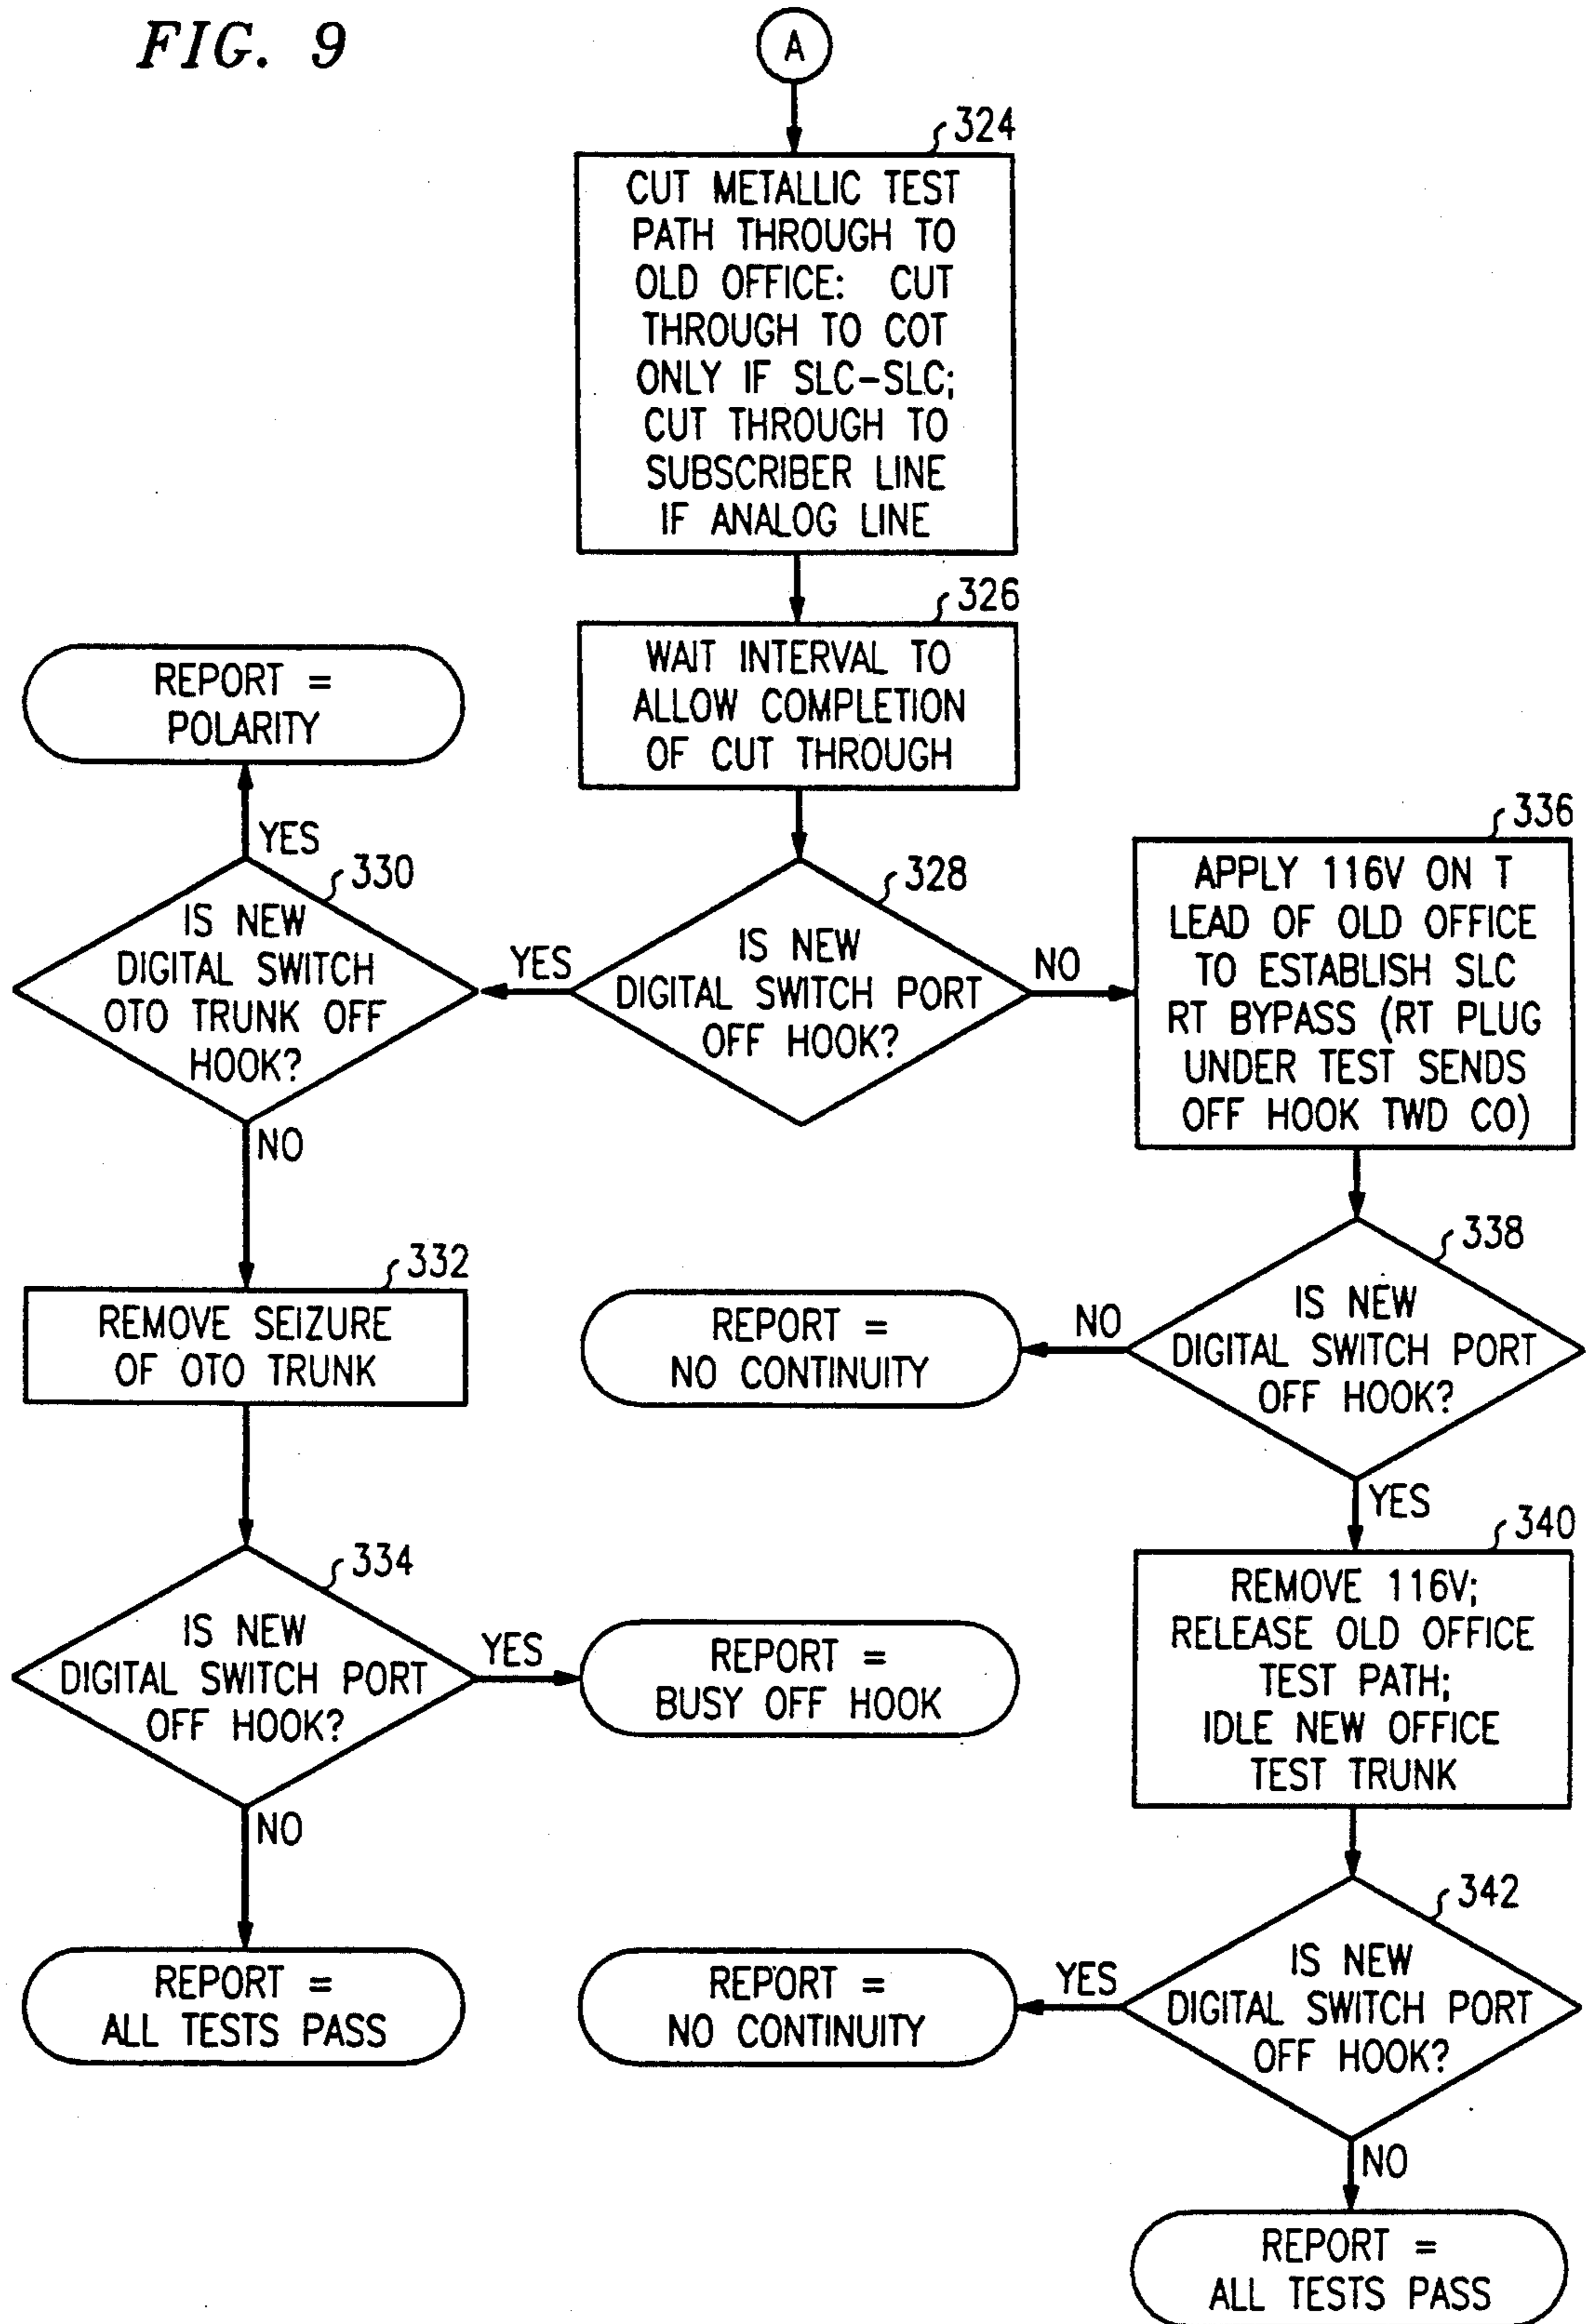 FIG. 9
A
324
CUT METALLIC TEST
PATH THROUGH TO
OLD OFFICE: CUT
THROUGH TO COT
ONLY IF SLC-SLC;
CUT THROUGH TO
SUBSCRIBER LINE
IF ANALOG LINE
326
WAIT INTERVAL TO
ALLOW COMPLETION
OF CUT THROUGH
328
IS NEW
DIGITAL SWITCH PORT
OFF HOOK?
YES
NO
REPORT =
POLARITY
YES
330
IS NEW
DIGITAL SWITCH
OTO TRUNK OFF
HOOK?
NO
332
REMOVE SEIZURE
OF OTO TRUNK
334
IS NEW
DIGITAL SWITCH PORT
OFF HOOK?
YES
REPORT =
BUSY OFF HOOK
NO
REPORT =
ALL TESTS PASS
336
APPLY 116V ON T
LEAD OF OLD OFFICE
TO ESTABLISH SLC
RT BYPASS (RT PLUG
UNDER TEST SENDS
OFF HOOK TWD CO)
338
IS NEW
DIGITAL SWITCH PORT
OFF HOOK?
NO
REPORT =
NO CONTINUITY
YES
340
REMOVE 116V;
RELEASE OLD OFFICE
TEST PATH;
IDLE NEW OFFICE
TEST TRUNK
342
IS NEW
DIGITAL SWITCH PORT
OFF HOOK?
YES
REPORT =
NO CONTINUITY
NO
REPORT =
ALL TESTS PASS